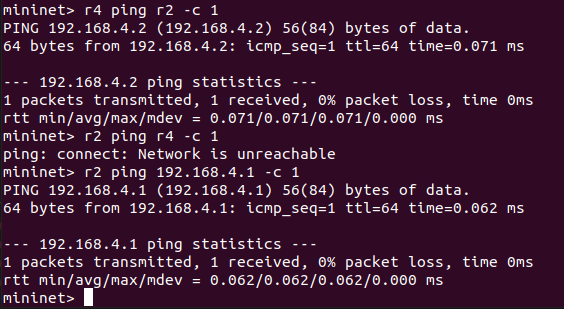 mininet> r4 ping r2 -c 1
PING 192.168.4.2 (192.168.4.2) 56(84) bytes of data.
64 bytes from 192.168.4.2: icmp_seq=1 ttl=64 time=0.071 ms

--- 192.168.4.2 ping statistics ---
1 packets transmitted, 1 received, 0% packet loss, time 0ms
rtt min/avg/max/mdev = 0.071/0.071/0.071/0.000 ms
mininet> r2 ping r4 -c 1
ping: connect: Network is unreachable
mininet> r2 ping 192.168.4.1 -c 1
PING 192.168.4.1 (192.168.4.1) 56(84) bytes of data.
64 bytes from 192.168.4.1: icmp_seq=1 ttl=64 time=0.062 ms

--- 192.168.4.1 ping statistics ---
1 packets transmitted, 1 received, 0% packet loss, time 0ms
rtt min/avg/max/mdev = 0.062/0.062/0.062/0.000 ms
mininet>